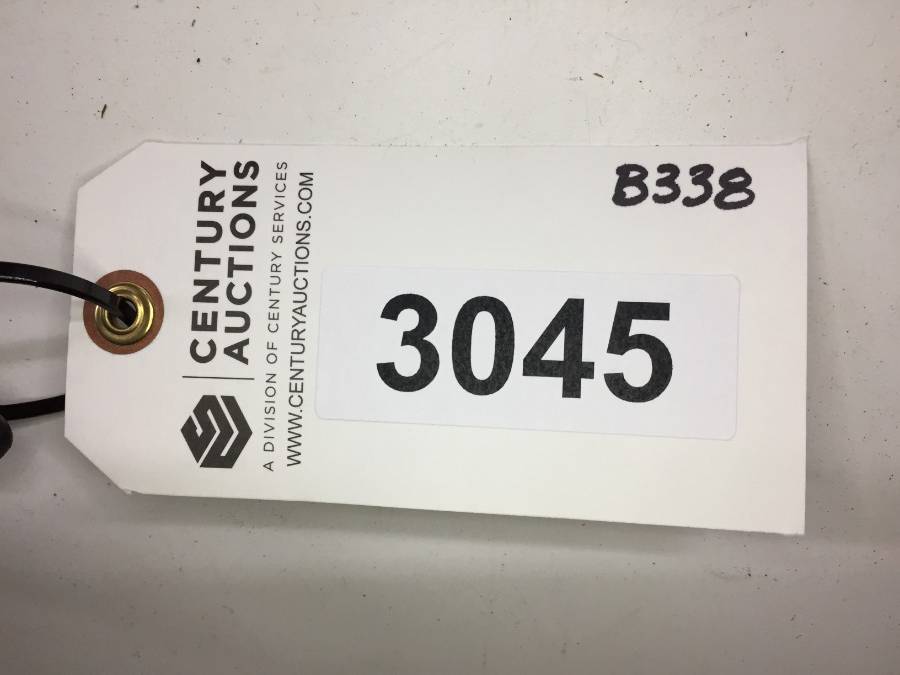 CENTURY
AUCTIONS
A DIVISION OF CENTURY SERVICES
WWW.CENTURYAUCTIONS.COM
B338
3045